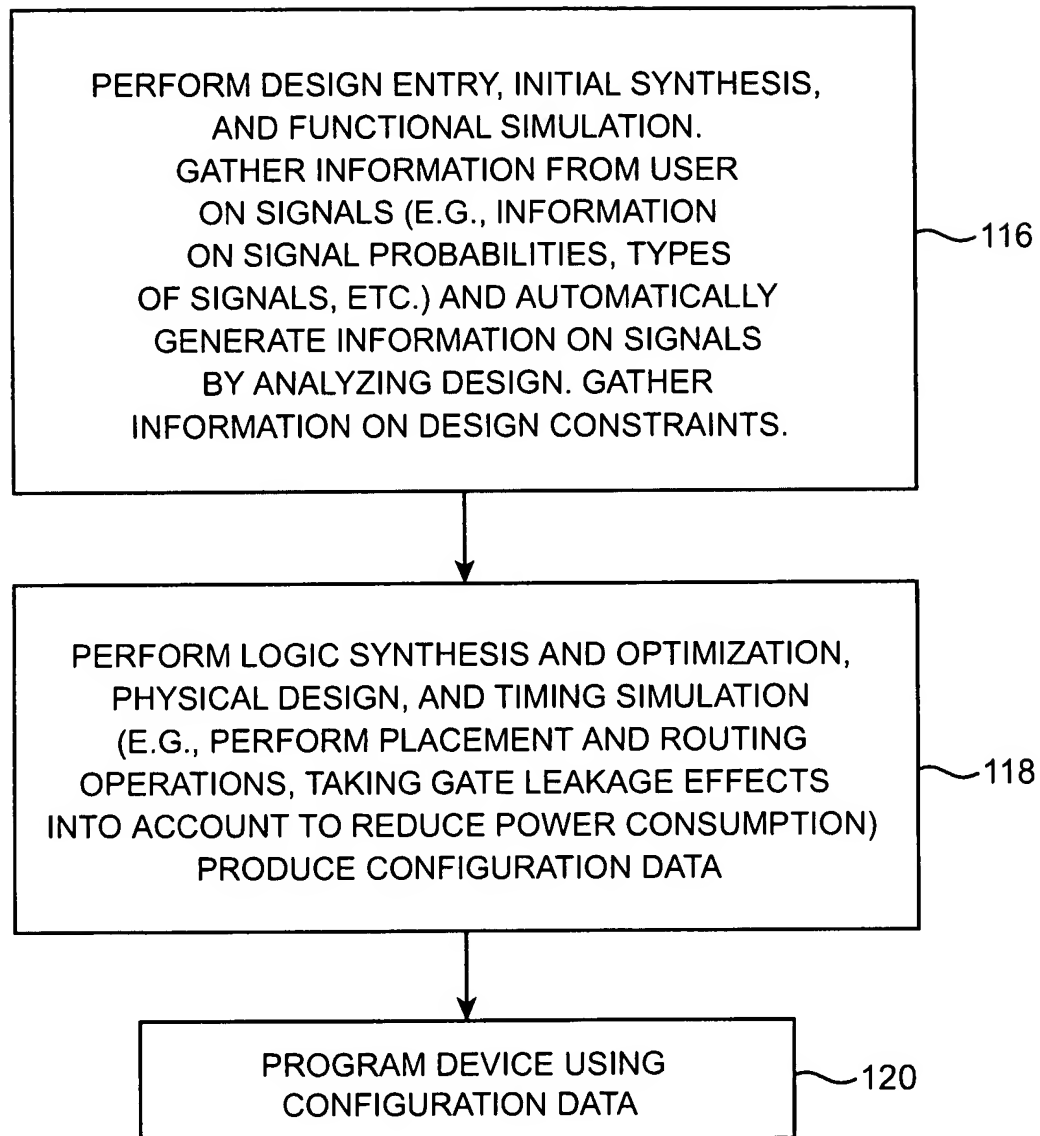 PERFORM DESIGN ENTRY, INITIAL SYNTHESIS,
AND FUNCTIONAL SIMULATION.
GATHER INFORMATION FROM USER
ON SIGNALS (E.G., INFORMATION
ON SIGNAL PROBABILITIES, TYPES
OF SIGNALS, ETC.) AND AUTOMATICALLY
GENERATE INFORMATION ON SIGNALS
BY ANALYZING DESIGN. GATHER
INFORMATION ON DESIGN CONSTRAINTS.
116
PERFORM LOGIC SYNTHESIS AND OPTIMIZATION,
PHYSICAL DESIGN, AND TIMING SIMULATION
(E.G., PERFORM PLACEMENT AND ROUTING
OPERATIONS, TAKING GATE LEAKAGE EFFECTS
INTO ACCOUNT TO REDUCE POWER CONSUMPTION)
PRODUCE CONFIGURATION DATA
118
PROGRAM DEVICE USING
CONFIGURATION DATA
120